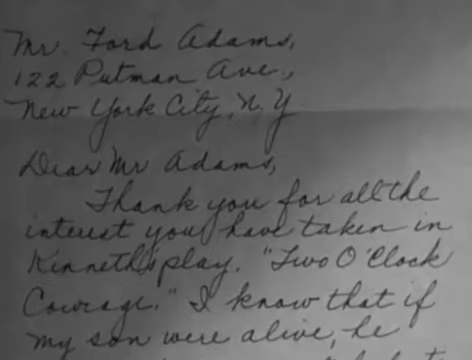 Mr. Ford Adams,
122 Putman Ave.,
New York City, N.Y.
Dear Mr Adams,
Thank you for all the
interest you have taken in
Kenneth's play. "Two O'Clock
Courage." I know that if
my son were alive, he